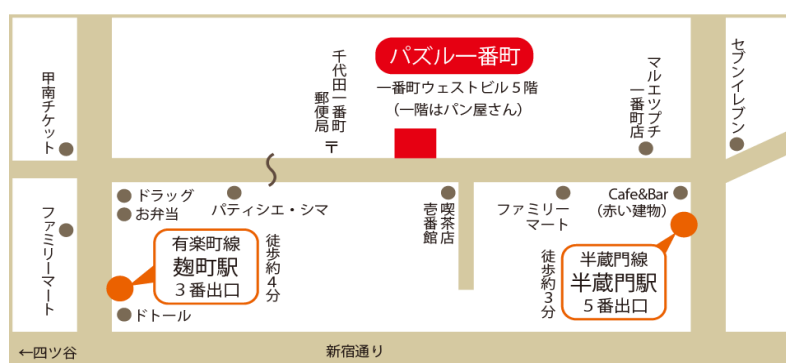 パズル一番町
一番町ウェストビル5階
（一階はパン屋さん）
甲南チケット
千代田一番町
郵便局
〒
マルエツプチ
一番町店
セブンイレブン
ドラッグ
お弁当
パティシエ・シマ
喫茶店
壱番館
ファミリー
マート
Cafe&Bar
（赤い建物）
ファミリーマート
有楽町線
麹町駅
3番出口
徒歩約4分
徒歩約3分
半蔵門線
半蔵門駅
5番出口
ドトール
←四ツ谷
新宿通り